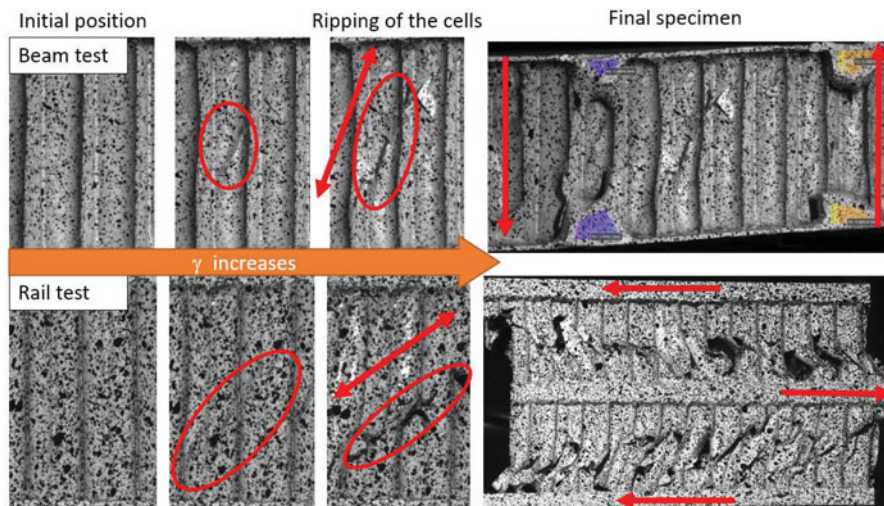 Initial position
Ripping of the cells
Final specimen
Beam test
γ increases
Rail test